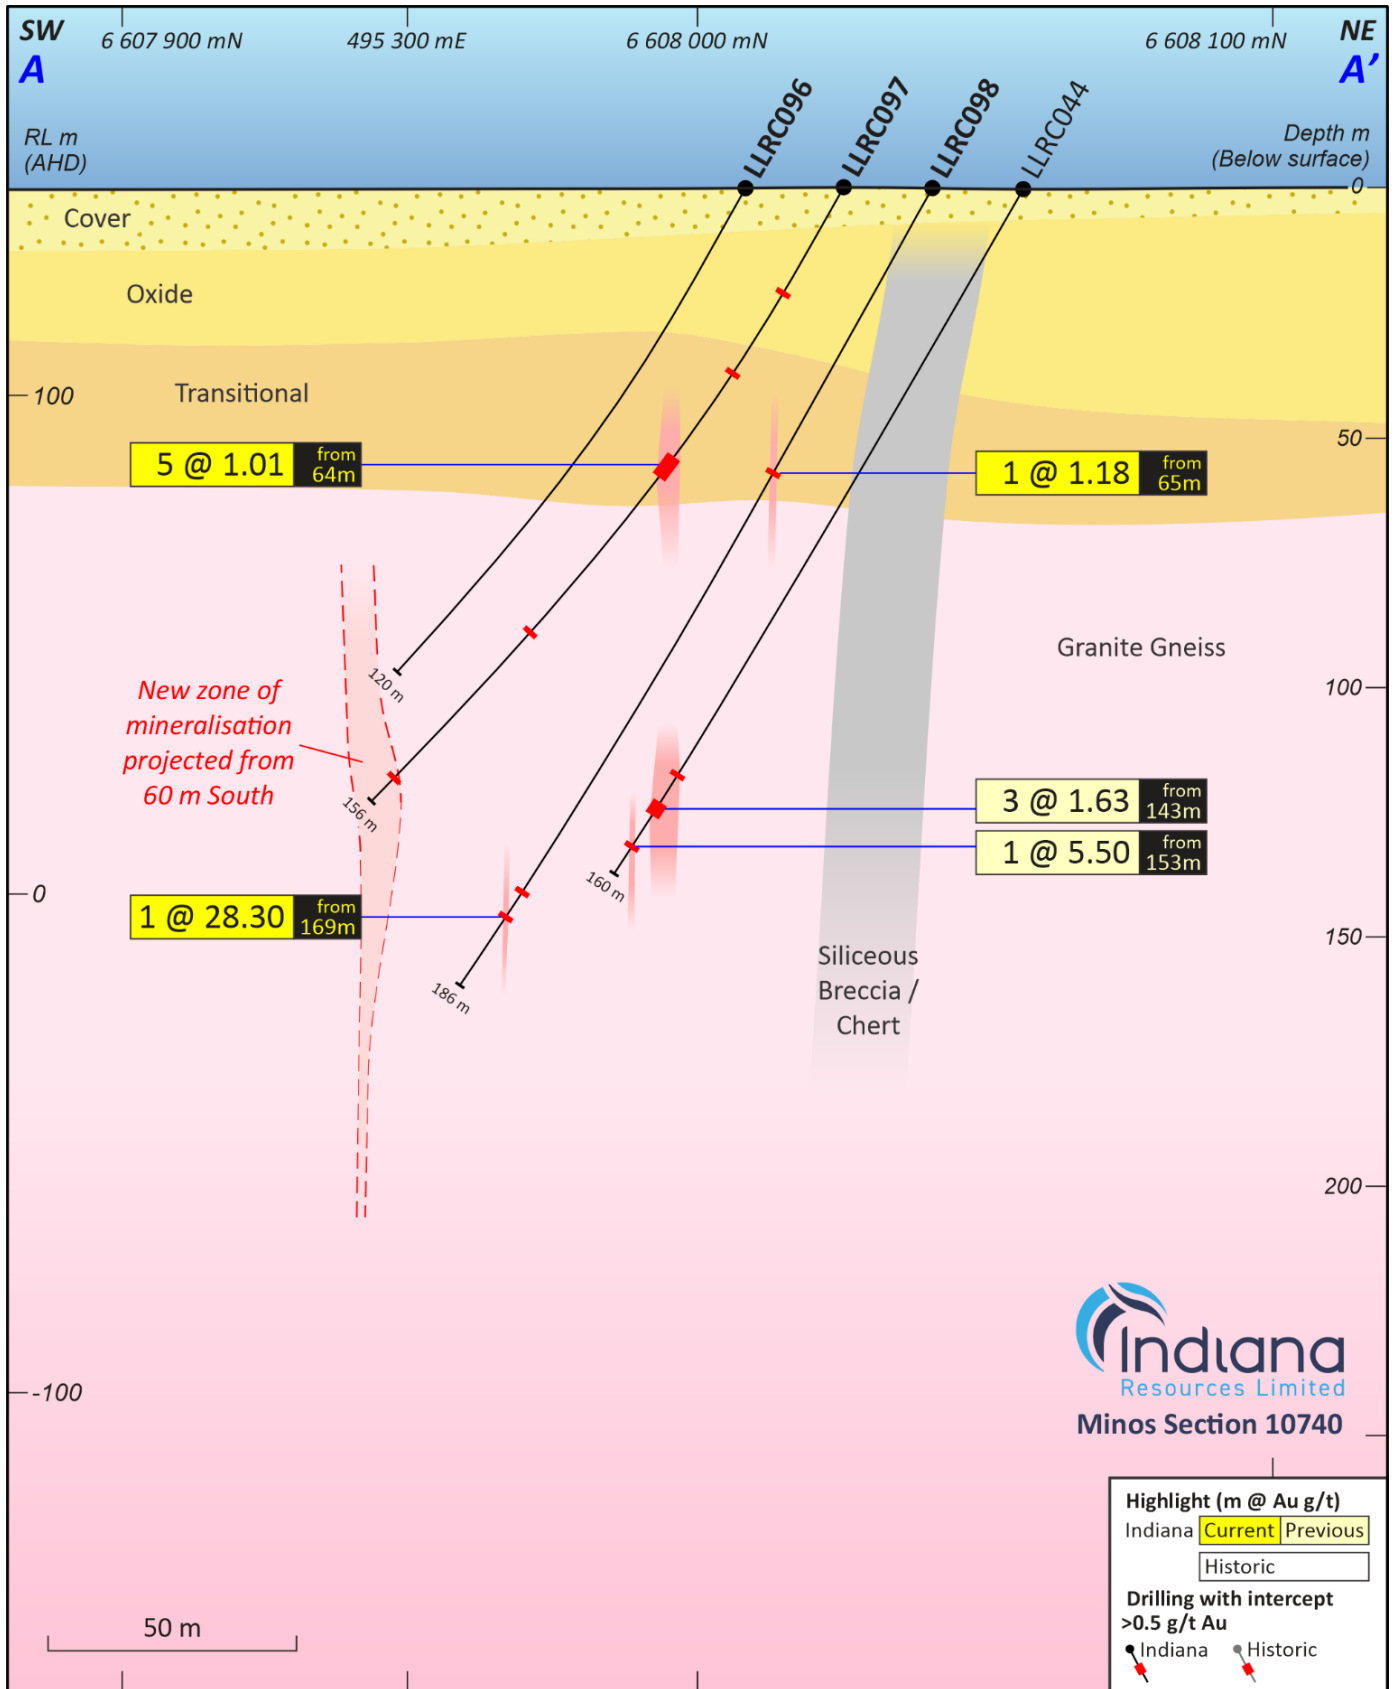 SW
NE
6 607 900 mN
495 300 mE
6 608 000 mN
6 608 100 mN
A
A’
RL m
(AHD)
LLRC096
LLRC097
LLRC098
LLRC044
Depth m
(Below surface)
0
Cover
Oxide
Transitional
100
50
5 @ 1.01
from
64m
1 @ 1.18
from
65m
Granite Gneiss
120 m
100
New zone of
mineralisation
projected from
60 m South
156 m
3 @ 1.63
from
143m
1 @ 5.50
from
153m
160 m
0
1 @ 28.30
from
169m
150
186 m
Siliceous
Breccia /
Chert
200
Indiana
Resources Limited
-100
Minos Section 10740
Highlight (m @ Au g/t)
Indiana Current Previous
Historic
Drilling with intercept
>0.5 g/t Au
Indiana Historic
50 m